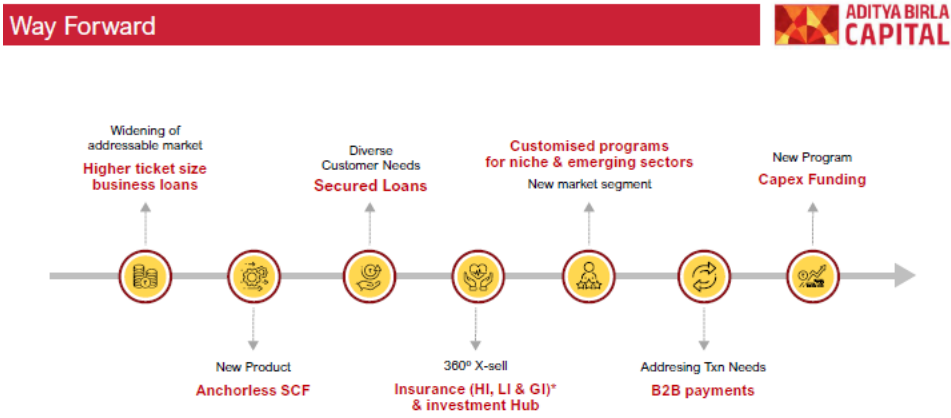 Way Forward
ADITYA BIRLA
CAPITAL
Widening of
addressable market
Higher ticket size
business loans
New Product
Anchorless SCF
Diverse
Customer Needs
Secured Loans
360º X-sell
Insurance (HI, LI & GI)*
& investment Hub
Customised programs
for niche & emerging sectors
New market segment
Addresing Txn Needs
B2B payments
New Program
Capex Funding